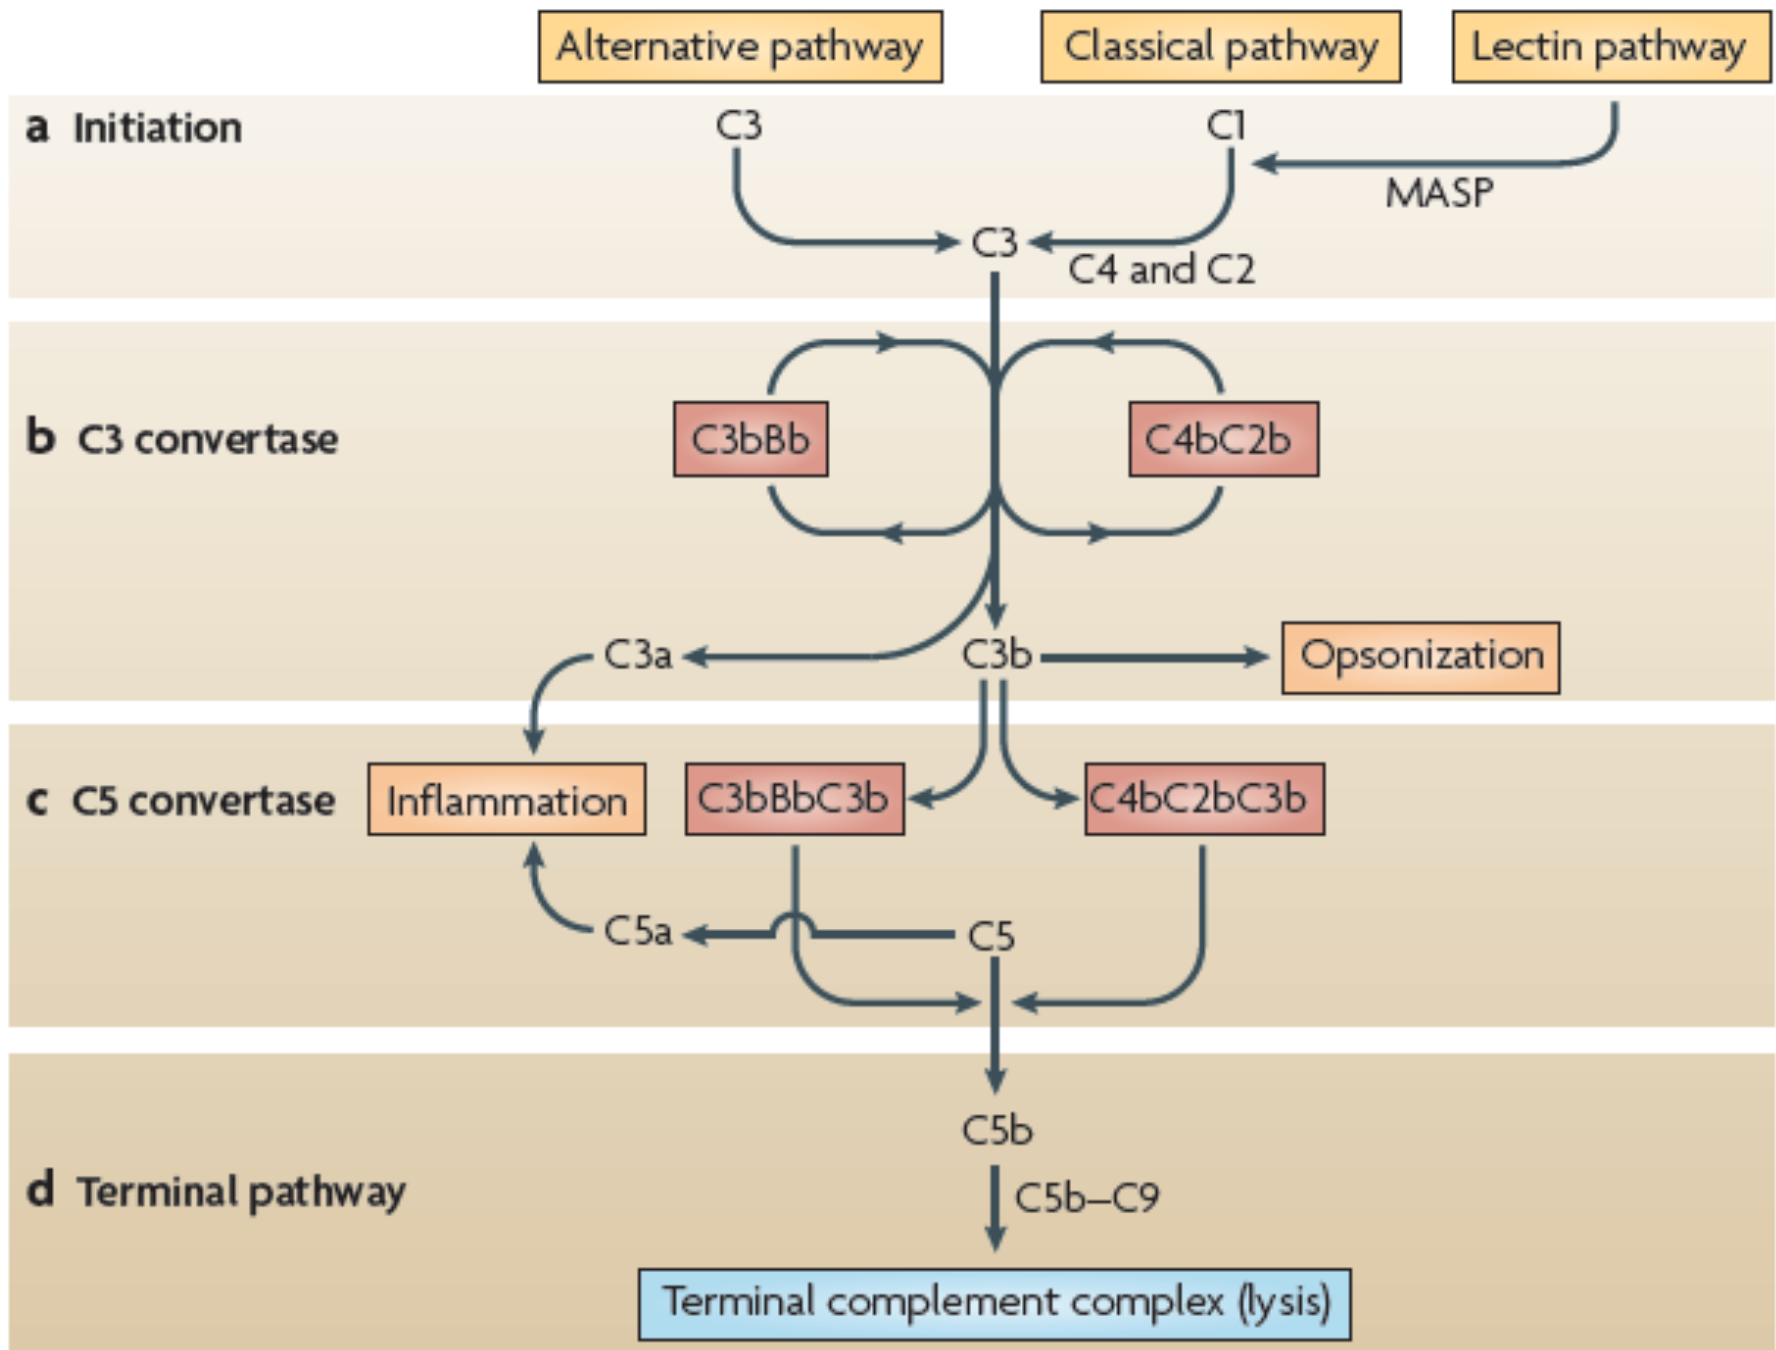 Alternative pathway
Classical pathway
Lectin pathway
a Initiation
C3
C1
MASP
C3
C4 and C2
b C3 convertase
C3bBb
C4bC2b
C3a
C3b
Opsonization
c C5 convertase
Inflammation
C3bBbC3b
C4bC2bC3b
C5a
C5
C5b
d Terminal pathway
C5b–C9
Terminal complement complex (lysis)